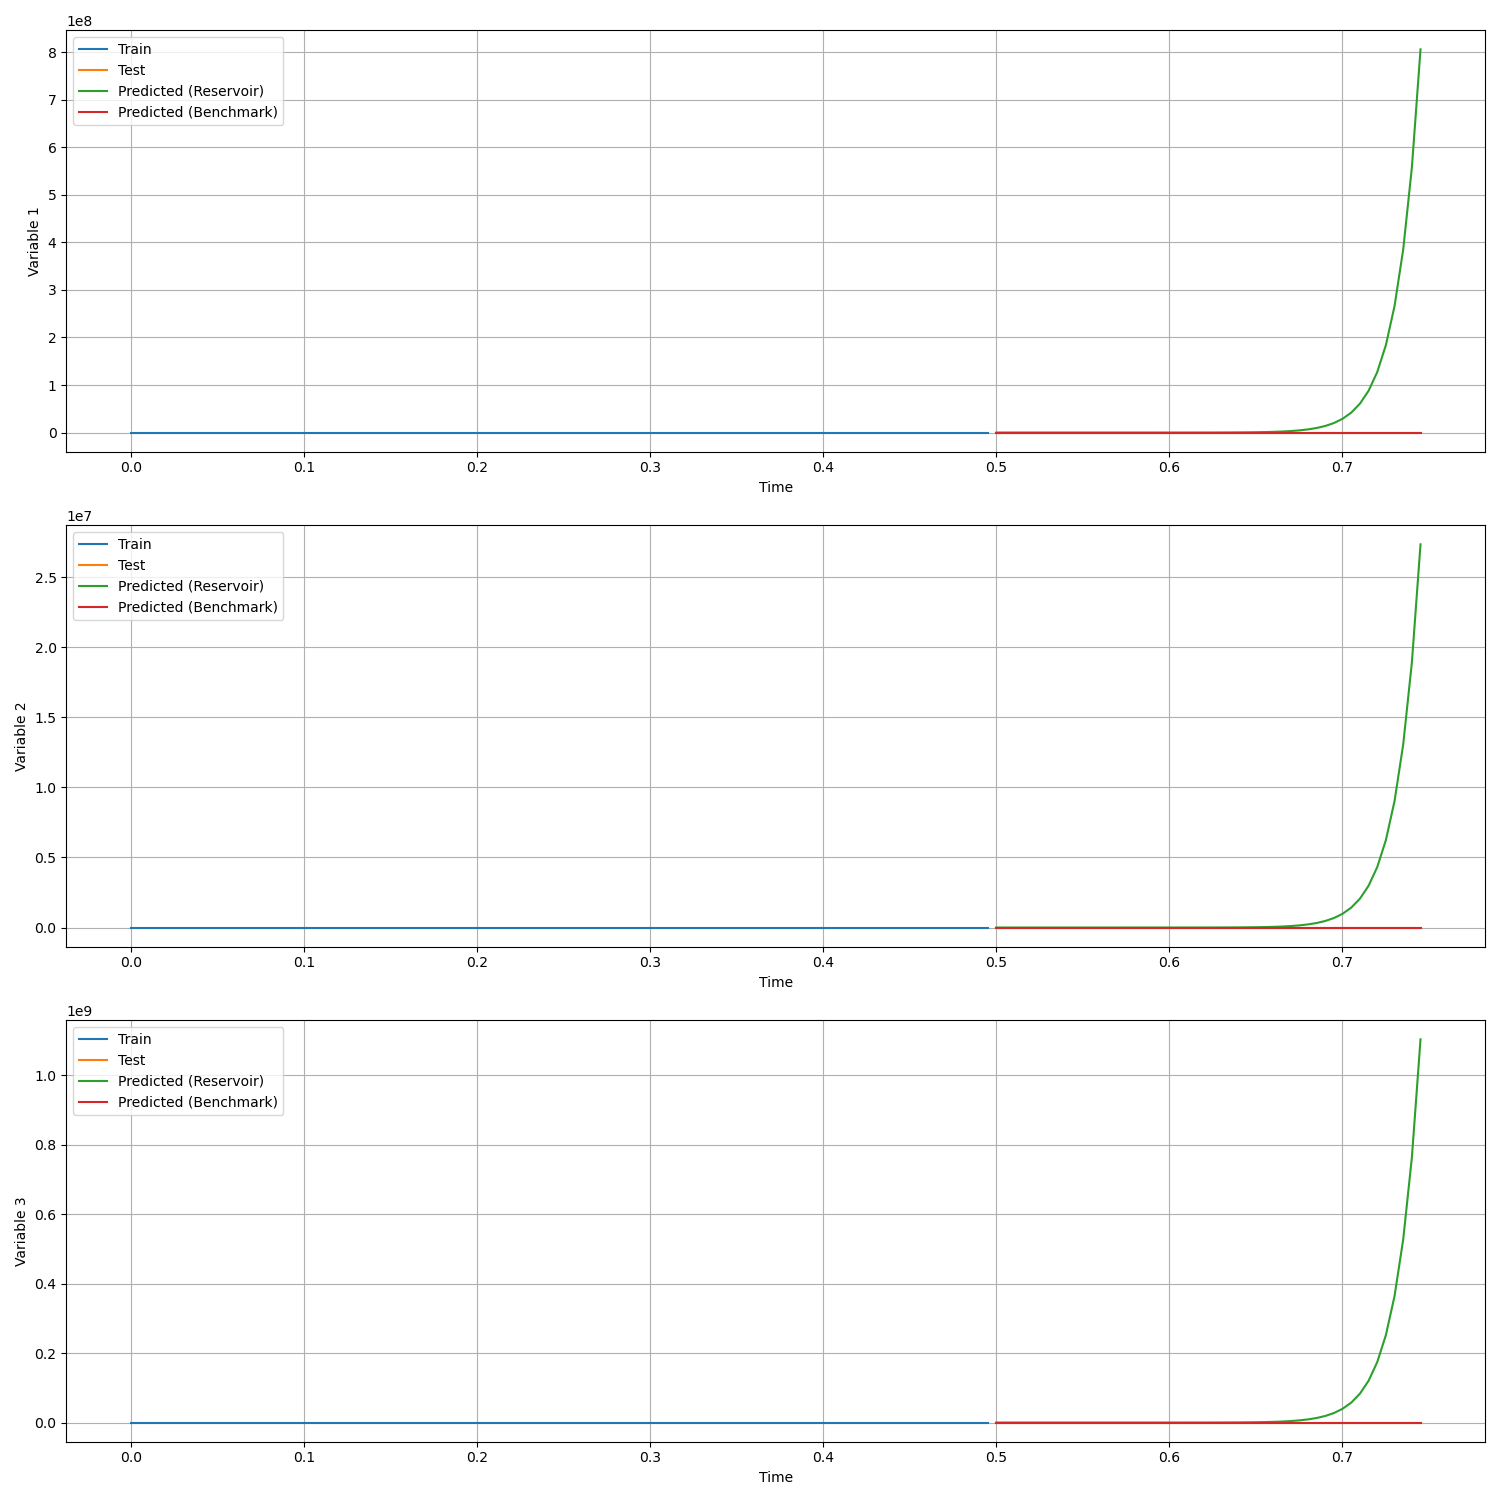 1e8
Train
Test
Predicted (Reservoir)
Predicted (Benchmark)
8
7
6
5
4
3
2
1
0
Variable 1
0.0 0.1 0.2 0.3 0.4 0.5 0.6 0.7
Time
1e7
Train
Test
Predicted (Reservoir)
Predicted (Benchmark)
2.5
2.0
1.5
1.0
0.5
0.0
Variable 2
0.0 0.1 0.2 0.3 0.4 0.5 0.6 0.7
Time
1e9
Train
Test
Predicted (Reservoir)
Predicted (Benchmark)
1.0
0.8
0.6
0.4
0.2
0.0
Variable 3
0.0 0.1 0.2 0.3 0.4 0.5 0.6 0.7
Time